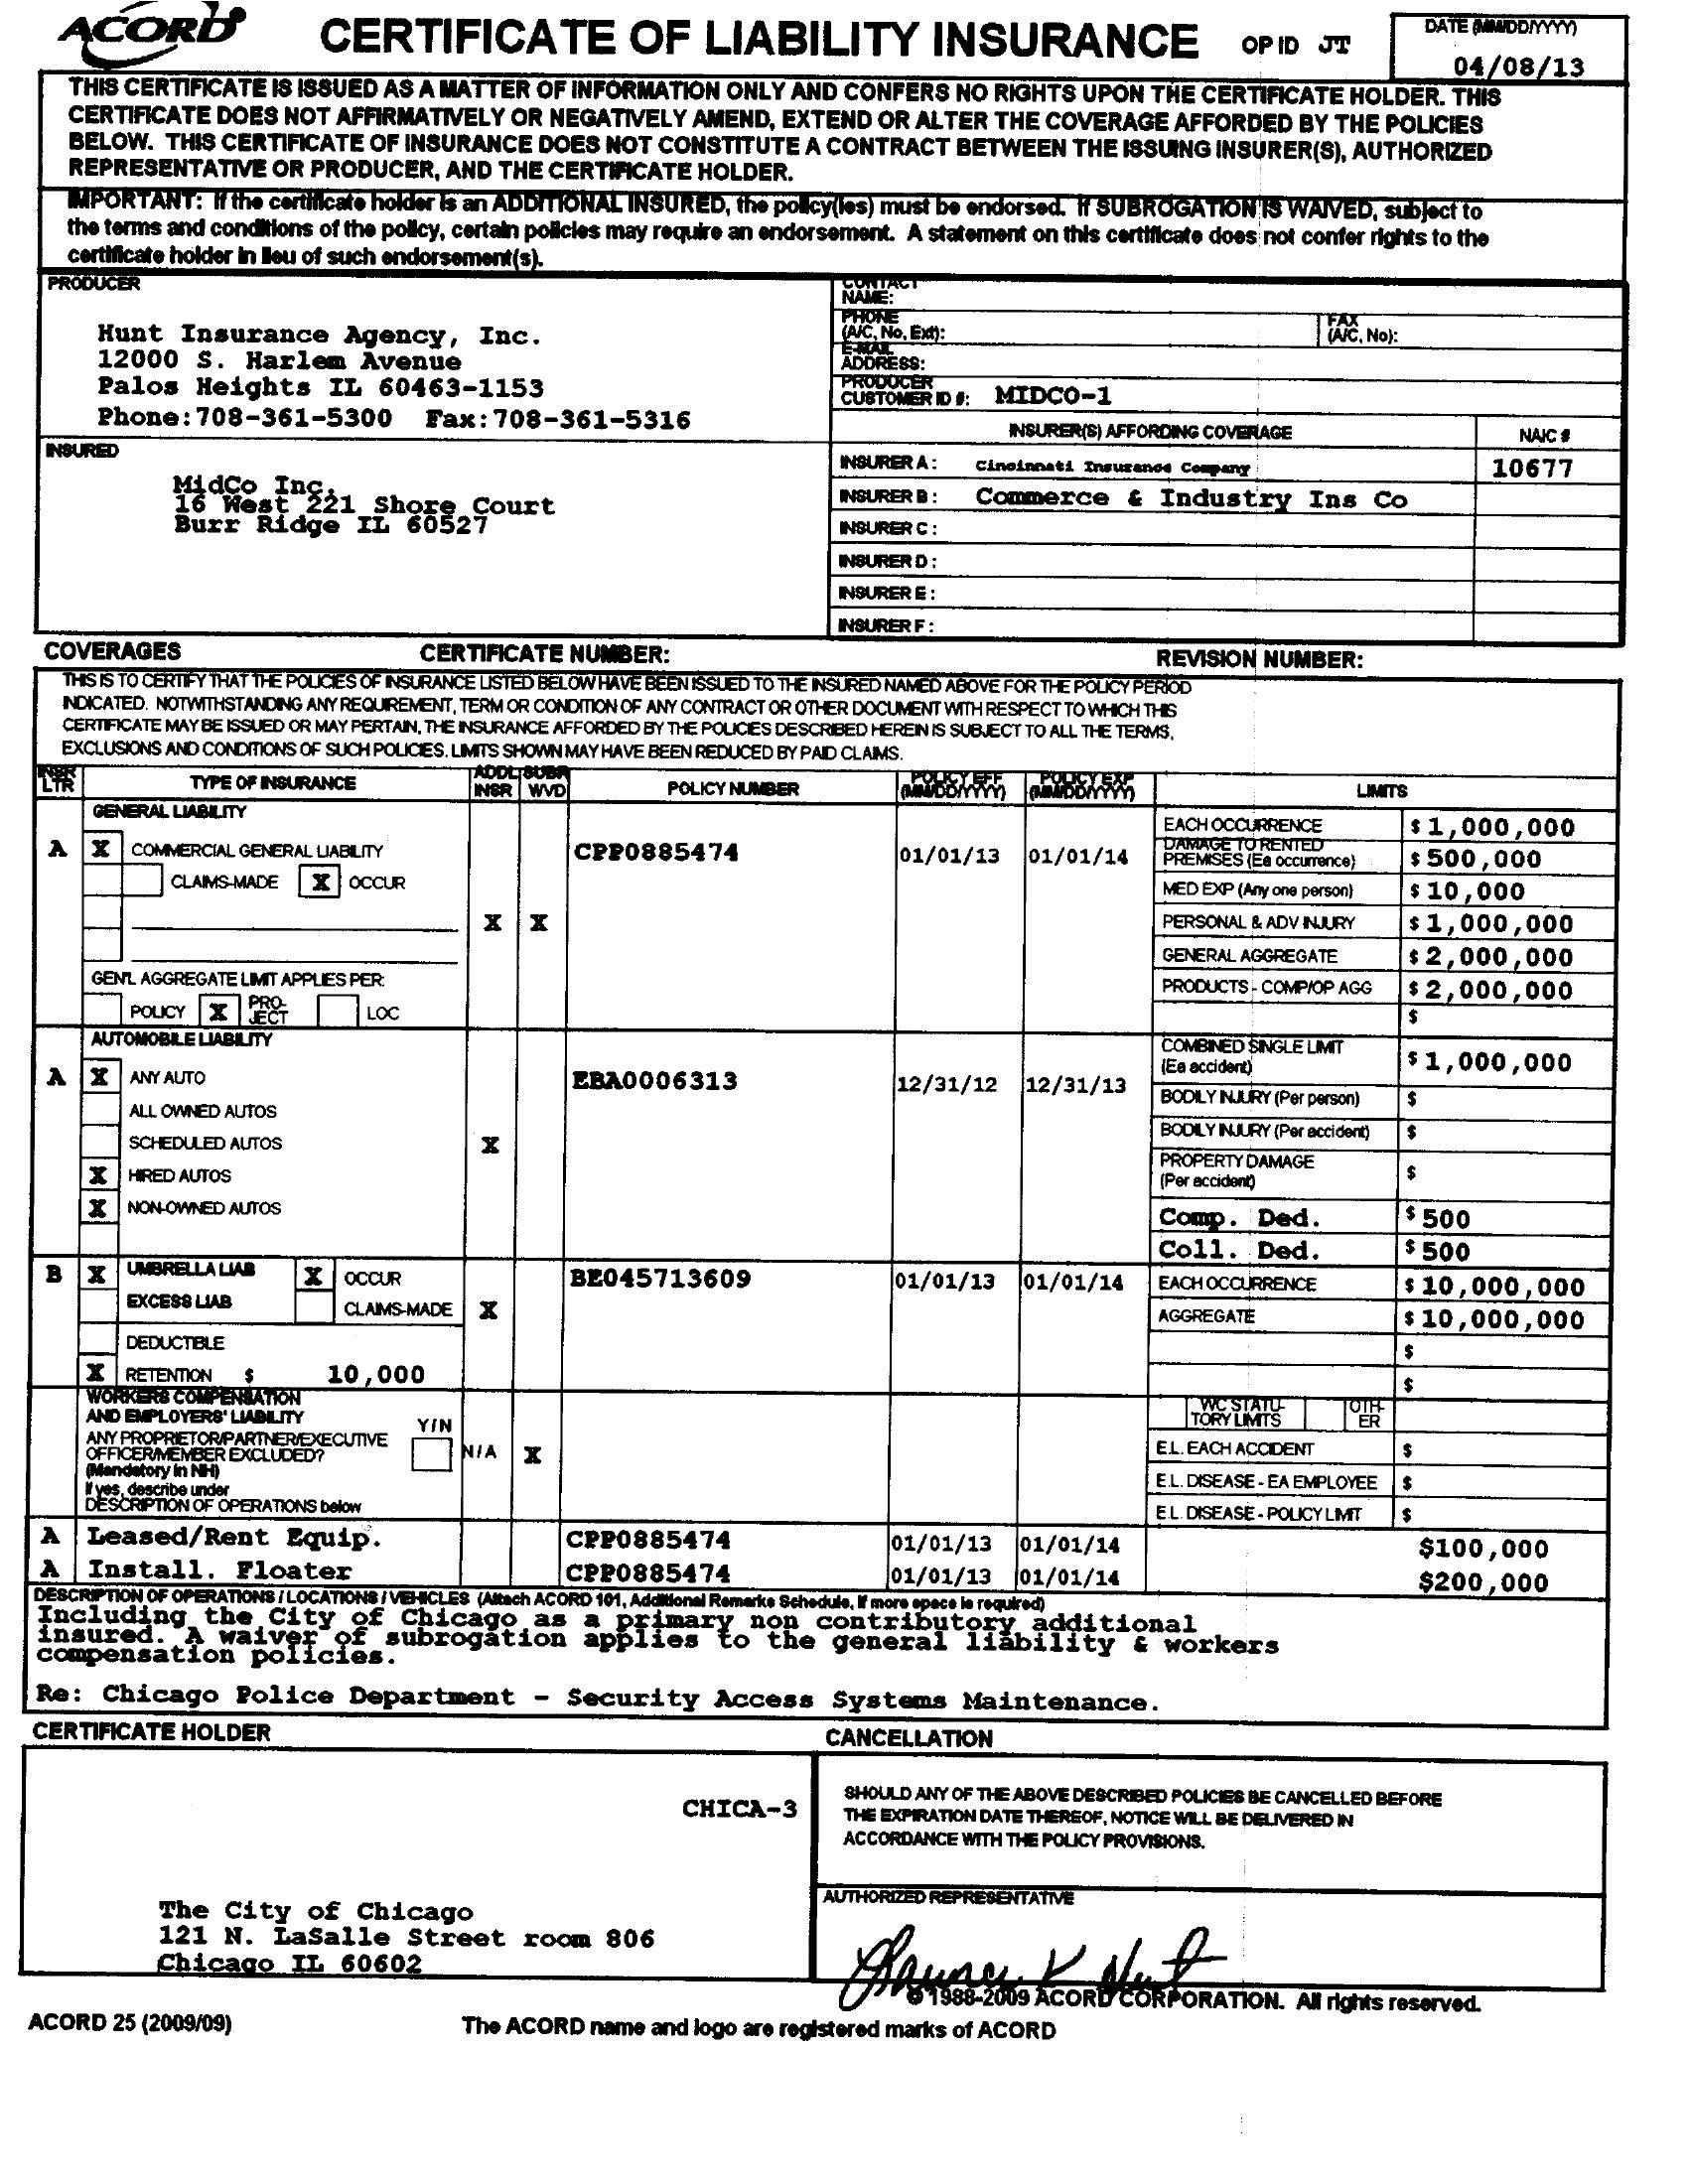 ACORD
CERTIFICATE OF LIABILITY INSURANCE
OP ID JT
DATE (MM/DD/YYYY)
04/08/13
THIS CERTIFICATE IS ISSUED AS A MATTER OF INFORMATION ONLY AND CONFERS NO RIGHTS UPON THE CERTIFICATE HOLDER. THIS
CERTIFICATE DOES NOT AFFIRMATIVELY OR NEGATIVELY AMEND, EXTEND OR ALTER THE COVERAGE AFFORDED BY THE POLICIES
BELOW. THIS CERTIFICATE OF INSURANCE DOES NOT CONSTITUTE A CONTRACT BETWEEN THE ISSUING INSURER(S), AUTHORIZED
REPRESENTATIVE OR PRODUCER, AND THE CERTIFICATE HOLDER.
IMPORTANT: If the certificate holder is an ADDITIONAL INSURED, the policy(ies) must be endorsed. If SUBROGATION IS WAIVED, subject to
the terms and conditions of the policy, certain policies may require an endorsement. A statement on this certificate does not confer rights to the
certificate holder in lieu of such endorsement(s).
PRODUCER
Hunt Insurance Agency, Inc.
12000 S. Harlem Avenue
Palos Heights IL 60463-1153
Phone:708-361-5300 Fax:708-361-5316
CONTACT
NAME:
PHONE
(A/C, No, Ext):
FAX
(A/C, No):
E-MAIL
ADDRESS:
PRODUCER
CUSTOMER ID #: MIDCO-1
INSURER(S) AFFORDING COVERAGE NAIC #
INSURED
MidCo Inc.
16 West 221 Shore Court
Burr Ridge IL 60527
INSURER A: Cincinnati Insurance Company 10677
INSURER B: Commerce & Industry Ins Co
INSURER C:
INSURER D:
INSURER E:
INSURER F:
COVERAGES CERTIFICATE NUMBER: REVISION NUMBER:
THIS IS TO CERTIFY THAT THE POLICIES OF INSURANCE LISTED BELOW HAVE BEEN ISSUED TO THE INSURED NAMED ABOVE FOR THE POLICY PERIOD
INDICATED. NOTWITHSTANDING ANY REQUIREMENT, TERM OR CONDITION OF ANY CONTRACT OR OTHER DOCUMENT WITH RESPECT TO WHICH THIS
CERTIFICATE MAY BE ISSUED OR MAY PERTAIN, THE INSURANCE AFFORDED BY THE POLICIES DESCRIBED HEREIN IS SUBJECT TO ALL THE TERMS,
EXCLUSIONS AND CONDITIONS OF SUCH POLICIES. LIMITS SHOWN MAY HAVE BEEN REDUCED BY PAID CLAIMS.
INSR LTR TYPE OF INSURANCE ADDL INSR SUBR WVD POLICY NUMBER POLICY EFF (MM/DD/YYYY) POLICY EXP (MM/DD/YYYY) LIMITS
GENERAL LIABILITY
A X COMMERCIAL GENERAL LIABILITY CPP0885474 01/01/13 01/01/14
CLAIMS-MADE X OCCUR
X X
GEN'L AGGREGATE LIMIT APPLIES PER:
POLICY X PRO-JECT LOC
EACH OCCURRENCE $ 1,000,000
DAMAGE TO RENTED
PREMISES (Ea occurrence) $ 500,000
MED EXP (Any one person) $ 10,000
PERSONAL & ADV INJURY $ 1,000,000
GENERAL AGGREGATE $ 2,000,000
PRODUCTS - COMP/OP AGG $ 2,000,000
$
AUTOMOBILE LIABILITY
A X ANY AUTO EBA0006313 12/31/12 12/31/13
ALL OWNED AUTOS
SCHEDULED AUTOS X
X HIRED AUTOS
X NON-OWNED AUTOS
COMBINED SINGLE LIMIT
(Ea accident) $ 1,000,000
BODILY INJURY (Per person) $
BODILY INJURY (Per accident) $
PROPERTY DAMAGE
(Per accident) $
Comp. Ded. $ 500
Coll. Ded. $ 500
B X UMBRELLA LIAB X OCCUR BE045713609 01/01/13 01/01/14 EACH OCCURRENCE $ 10,000,000
EXCESS LIAB CLAIMS-MADE X AGGREGATE $ 10,000,000
DEDUCTIBLE $
X RETENTION $ 10,000 $
WORKERS COMPENSATION
AND EMPLOYERS' LIABILITY Y/N
ANY PROPRIETOR/PARTNER/EXECUTIVE
OFFICER/MEMBER EXCLUDED? N/A X
(Mandatory in NH)
If yes, describe under
DESCRIPTION OF OPERATIONS below
WC STATU-TORY LIMITS OTH-ER
E.L. EACH ACCIDENT $
E.L. DISEASE - EA EMPLOYEE $
E.L. DISEASE - POLICY LIMIT $
A Leased/Rent Equip. CPP0885474 01/01/13 01/01/14 $100,000
A Install. Floater CPP0885474 01/01/13 01/01/14 $200,000
DESCRIPTION OF OPERATIONS / LOCATIONS / VEHICLES (Attach ACORD 101, Additional Remarks Schedule, if more space is required)
Including the City of Chicago as a primary non contributory additional
insured. A waiver of subrogation applies to the general liability & workers
compensation policies.
Re: Chicago Police Department - Security Access Systems Maintenance.
CERTIFICATE HOLDER
CHICA-3
The City of Chicago
121 N. LaSalle Street room 806
Chicago IL 60602
CANCELLATION
SHOULD ANY OF THE ABOVE DESCRIBED POLICIES BE CANCELLED BEFORE
THE EXPIRATION DATE THEREOF, NOTICE WILL BE DELIVERED IN
ACCORDANCE WITH THE POLICY PROVISIONS.
AUTHORIZED REPRESENTATIVE
© 1988-2009 ACORD CORPORATION. All rights reserved.
ACORD 25 (2009/09)
The ACORD name and logo are registered marks of ACORD